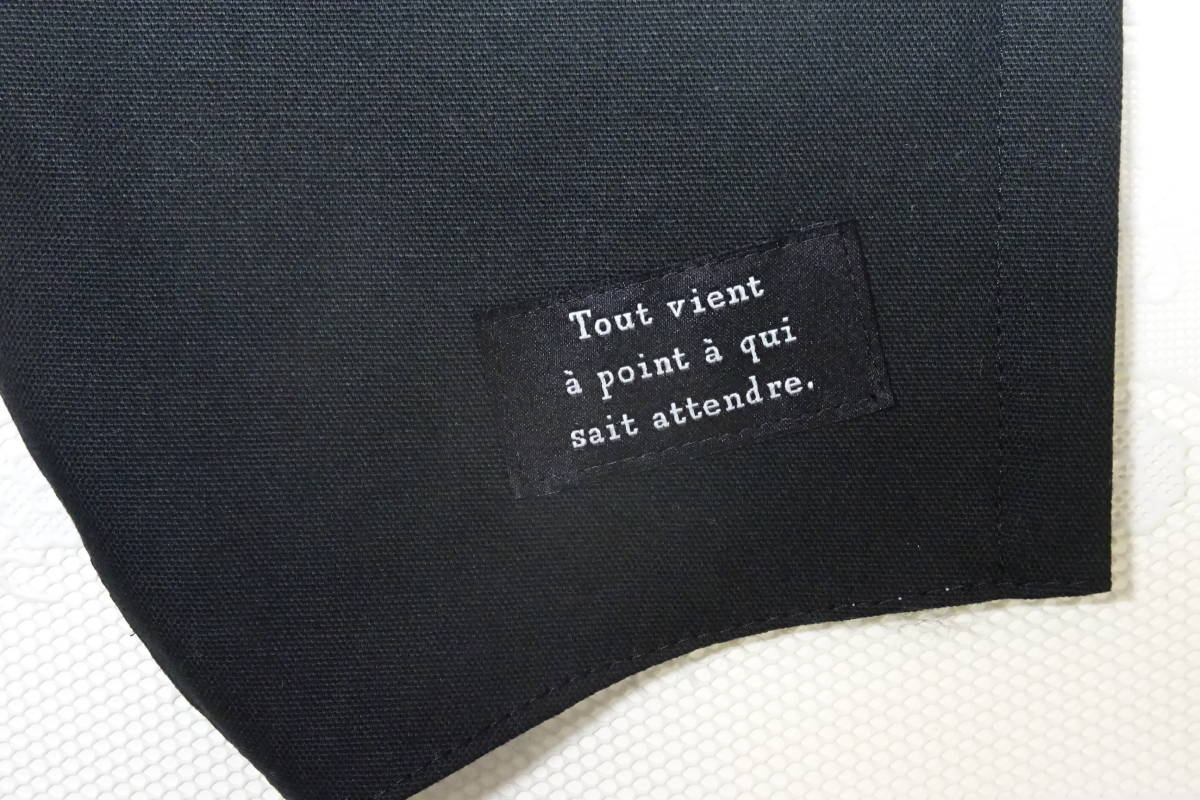 Tout vient
à point à qui
sait attendre.